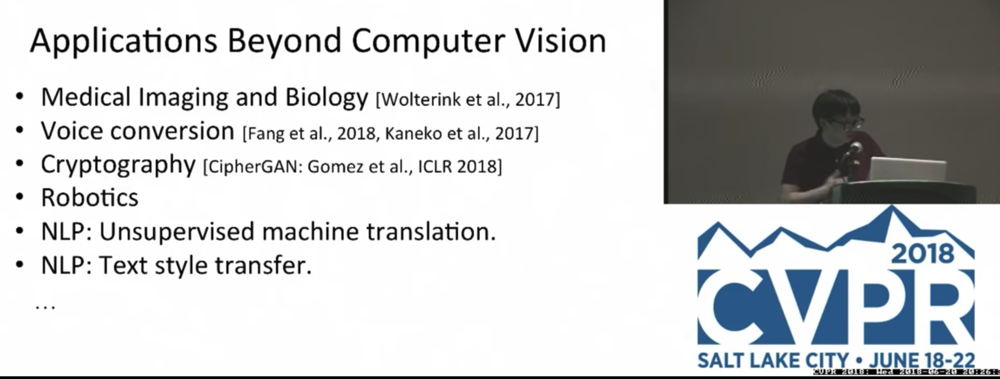 Applications Beyond Computer Vision
• Medical Imaging and Biology [Wolterink et al., 2017]
• Voice conversion [Fang et al., 2018, Kaneko et al., 2017]
• Cryptography [CipherGAN: Gomez et al., ICLR 2018]
• Robotics
• NLP: Unsupervised machine translation.
• NLP: Text style transfer.
...
2018
CVPR
SALT LAKE CITY • JUNE 18-22
CVPR 2018: Wed 2018-06-20 20:26: